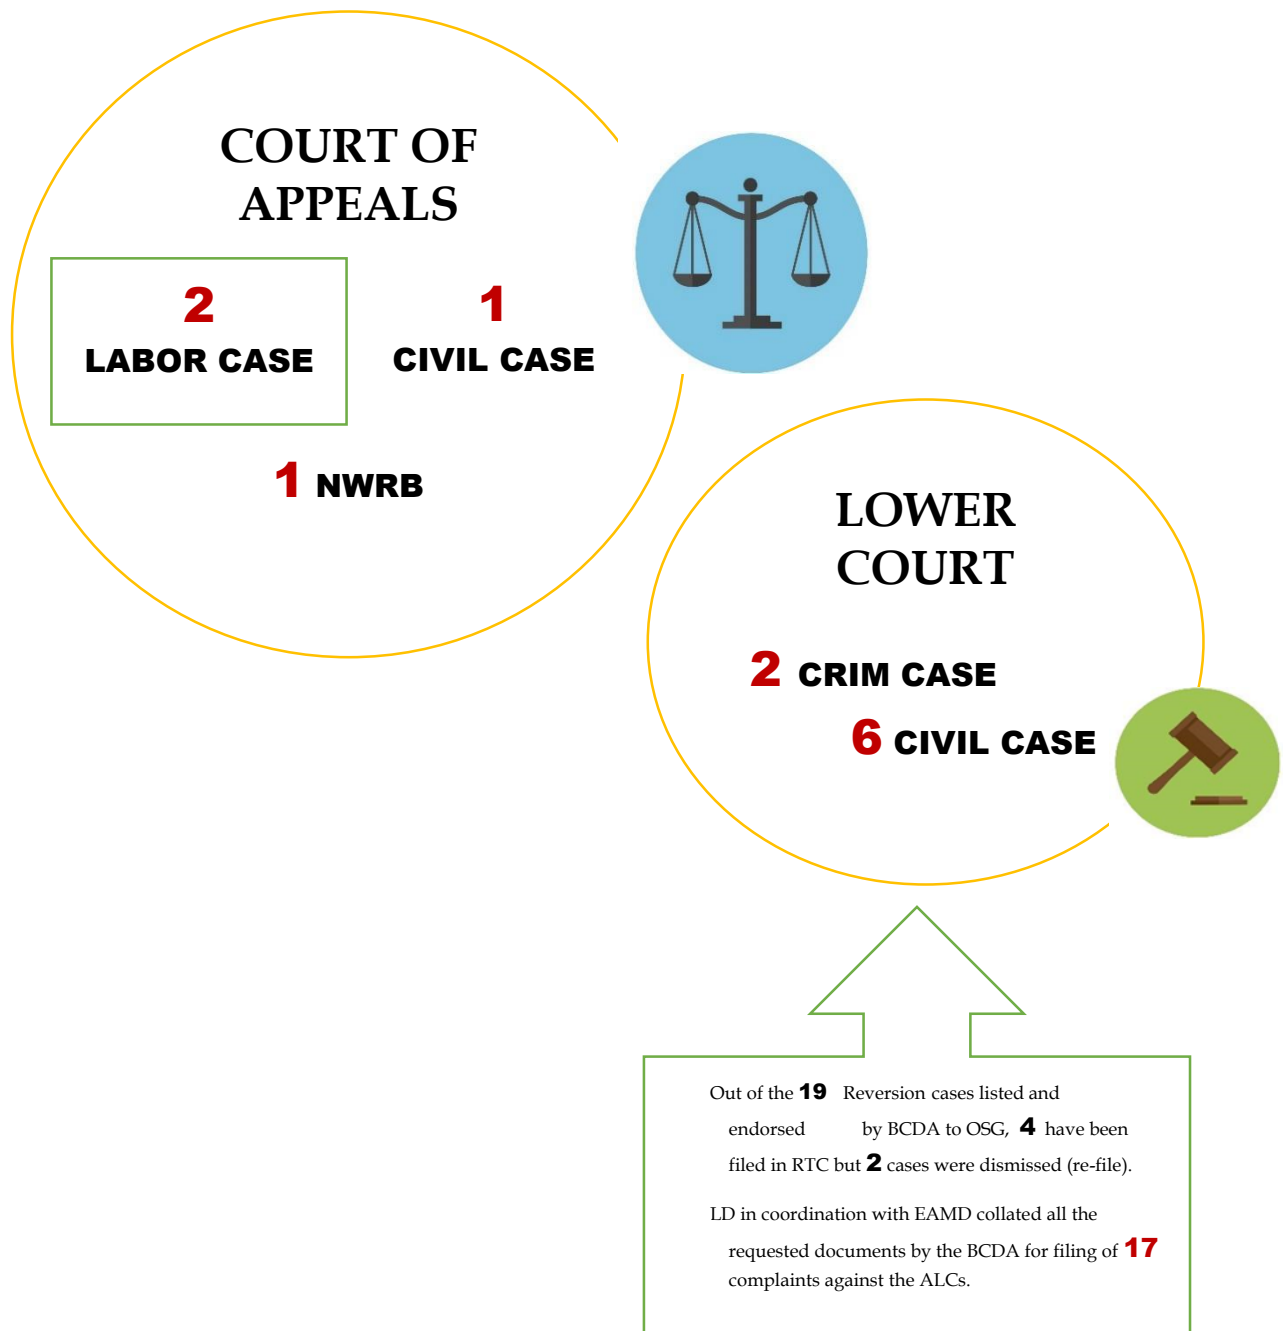 COURT OF
APPEALS
2
LABOR CASE
1
CIVIL CASE
1 NWRB
LOWER
COURT
2 CRIM CASE
6 CIVIL CASE
Out of the 19 Reversion cases listed and
endorsed by BCDA to OSG, 4 have been
filed in RTC but 2 cases were dismissed (re-file).
LD in coordination with EAMD collated all the
requested documents by the BCDA for filing of 17
complaints against the ALCs.